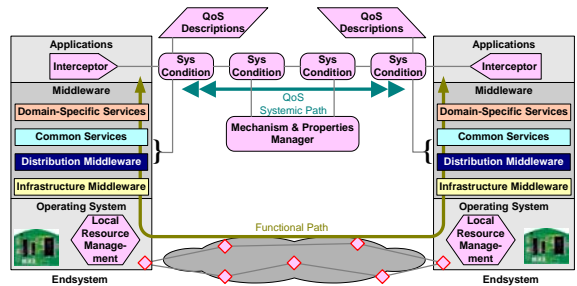 QoS
Descriptions
QoS
Descriptions
Applications
Applications
Interceptor
Sys
Condition
Sys
Condition
Sys
Condition
Sys
Condition
Interceptor
Middleware
QoS
Systemic Path
Middleware
Domain-Specific Services
Domain-Specific Services
Mechanism & Properties
Manager
Common Services
Common Services
}
{
Distribution Middleware
Distribution Middleware
Infrastructure Middleware
Infrastructure Middleware
Operating System
Operating System
Functional Path
Local
Resource
Manage-
ment
Local
Resource
Manage-
ment
Endsystem
Endsystem